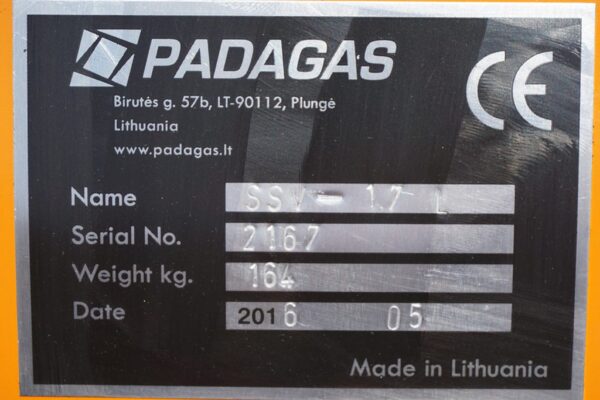 PADAGAS
CE
Birutės g. 57b, LT-90112, Plungė
Lithuania
www.padagas.lt
Name SSV - 1.7 L
Serial No. 2167
Weight kg. 164
Date 2016 05
Made in Lithuania